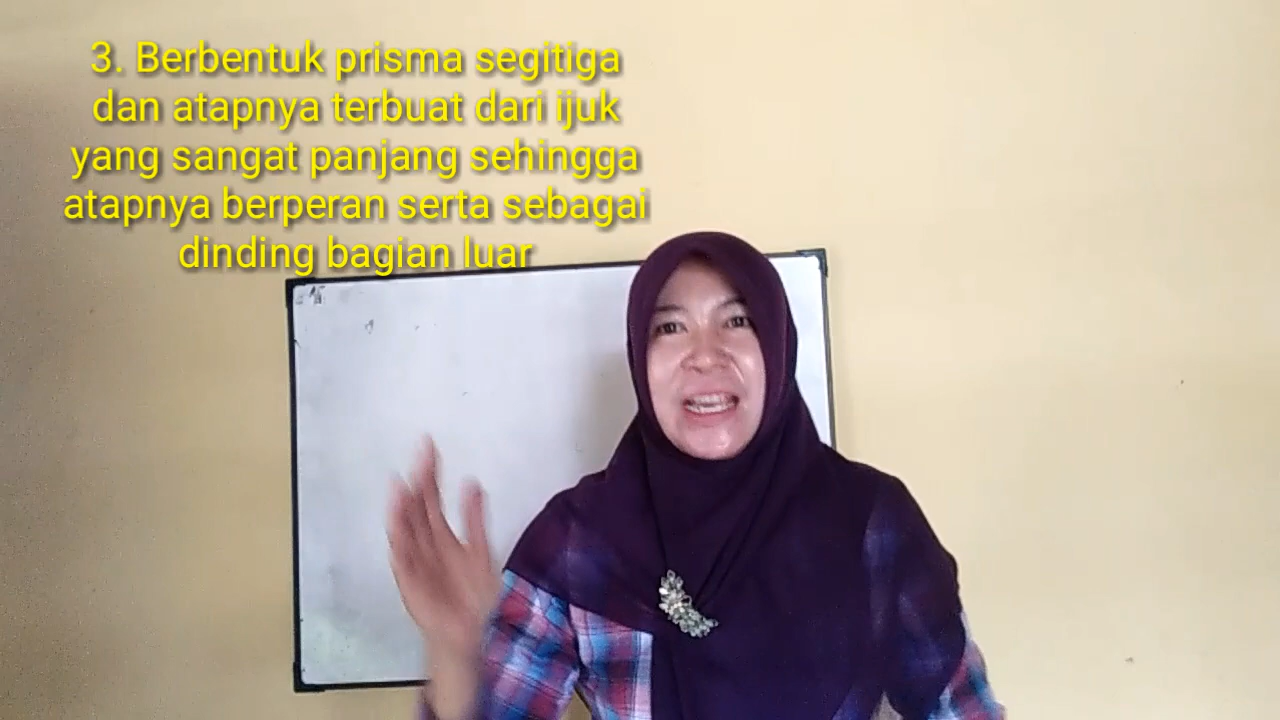 3. Berbentuk prisma segitiga
dan atapnya terbuat dari ijuk
yang sangat panjang sehingga
atapnya berperan serta sebagai
dinding bagian luar